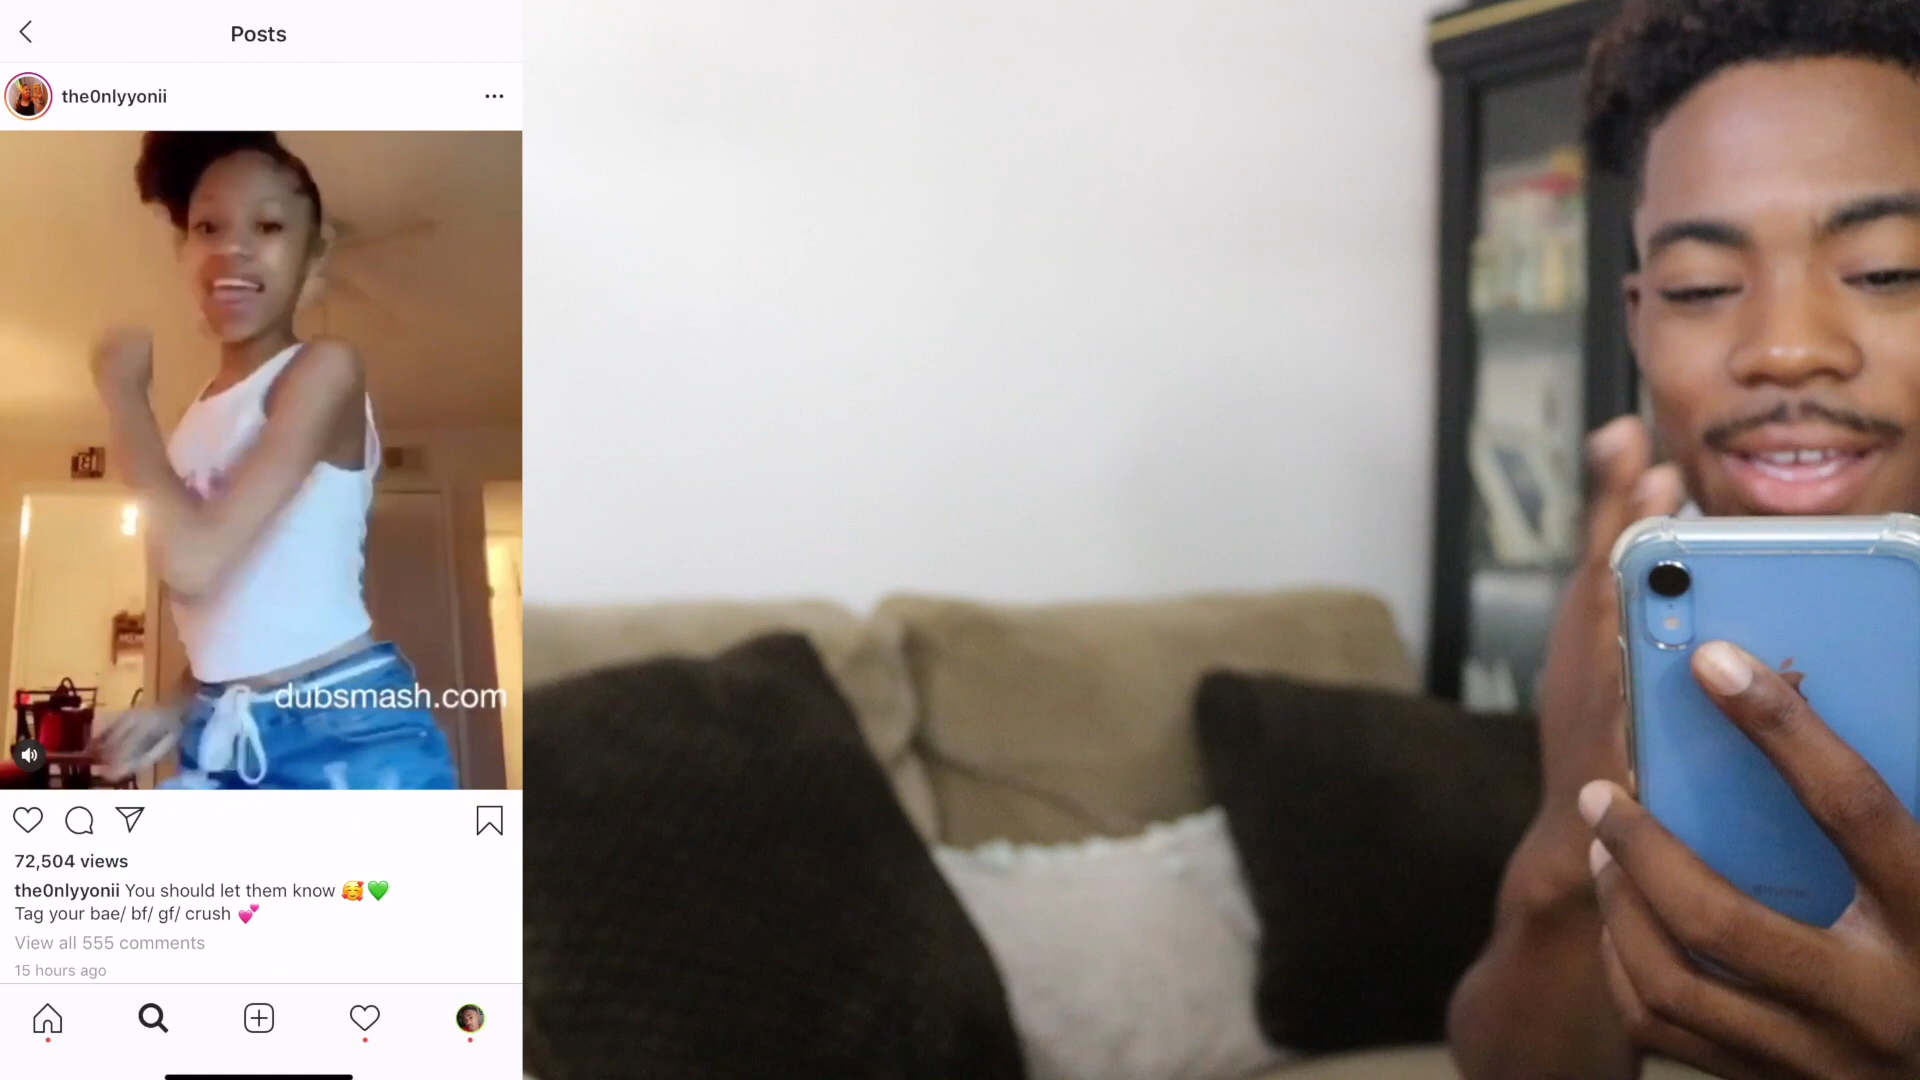 Posts
the0nlyyonii
dubsmash.com
72,504 views
the0nlyyonii You should let them know 🥰💚
Tag your bae/ bf/ gf/ crush 💕
View all 555 comments
15 hours ago